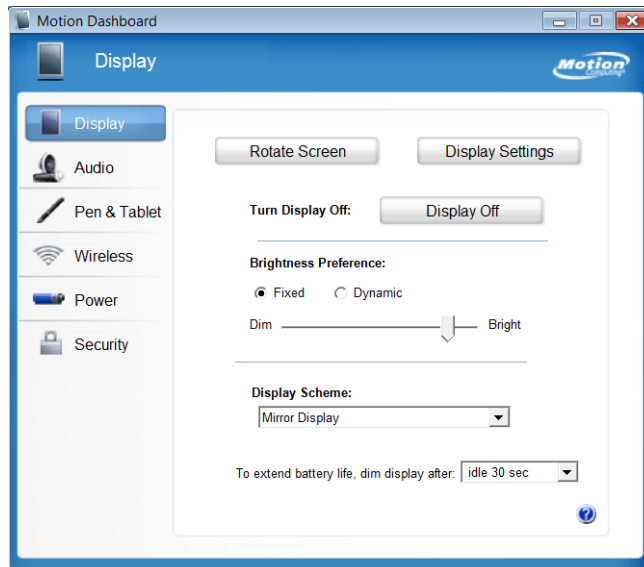 Motion Dashboard
Display
Motion
Computing
Display
Audio
Pen & Tablet
Wireless
Power
Security
Rotate Screen
Display Settings
Turn Display Off:
Display Off
Brightness Preference:
Fixed
Dynamic
Dim
Bright
Display Scheme:
Mirror Display
To extend battery life, dim display after:
idle 30 sec
?